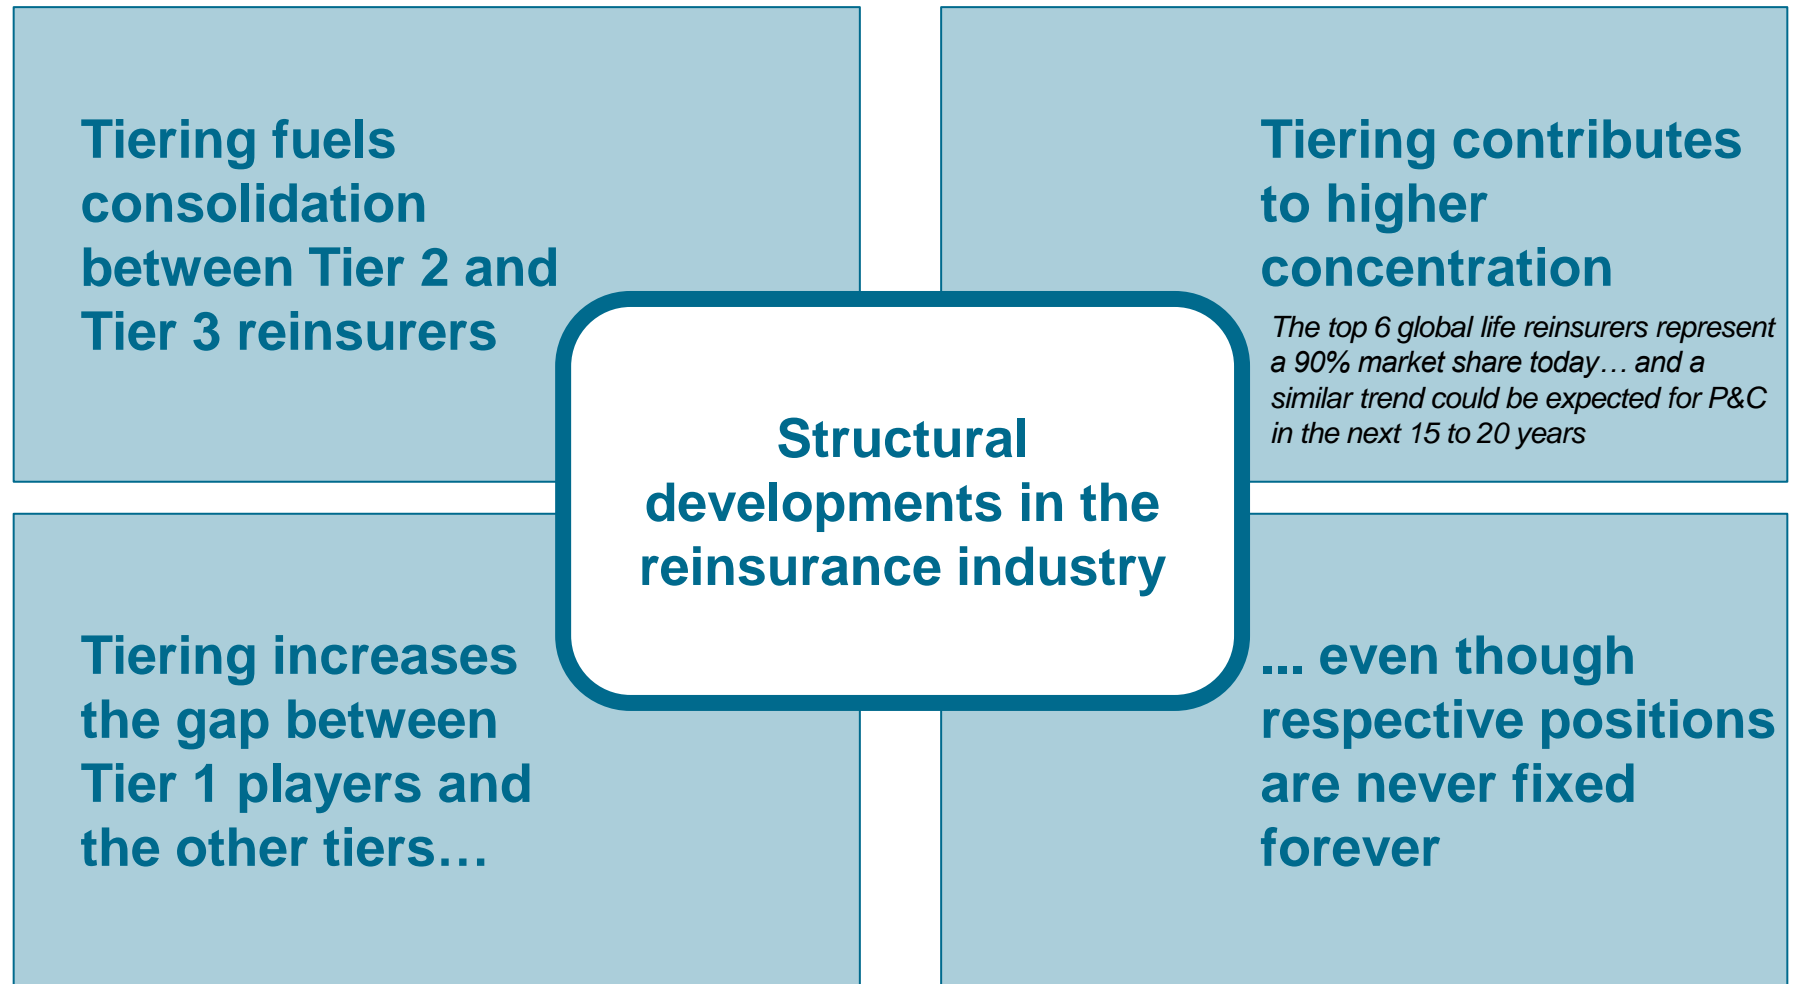 Tiering fuels
consolidation
between Tier 2 and
Tier 3 reinsurers
Tiering contributes
to higher
concentration
The top 6 global life reinsurers represent
a 90% market share today… and a
similar trend could be expected for P&C
in the next 15 to 20 years
Structural
developments in the
reinsurance industry
Tiering increases
the gap between
Tier 1 players and
the other tiers…
... even though
respective positions
are never fixed
forever